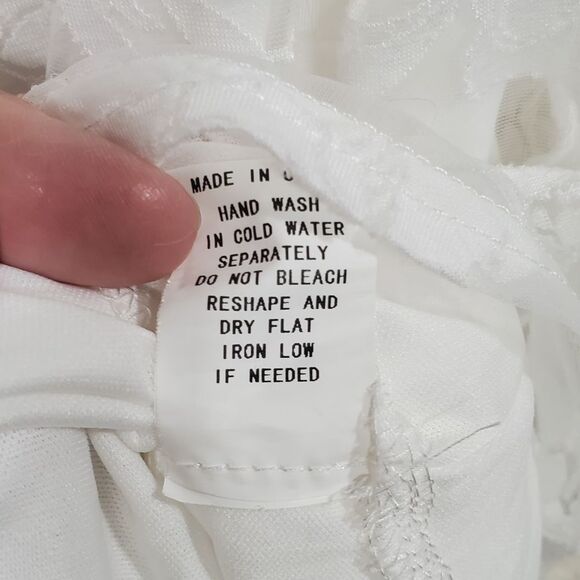 MADE IN
HAND WASH
IN COLD WATER
SEPARATELY
DO NOT BLEACH
RESHAPE AND
DRY FLAT
IRON LOW
IF NEEDED